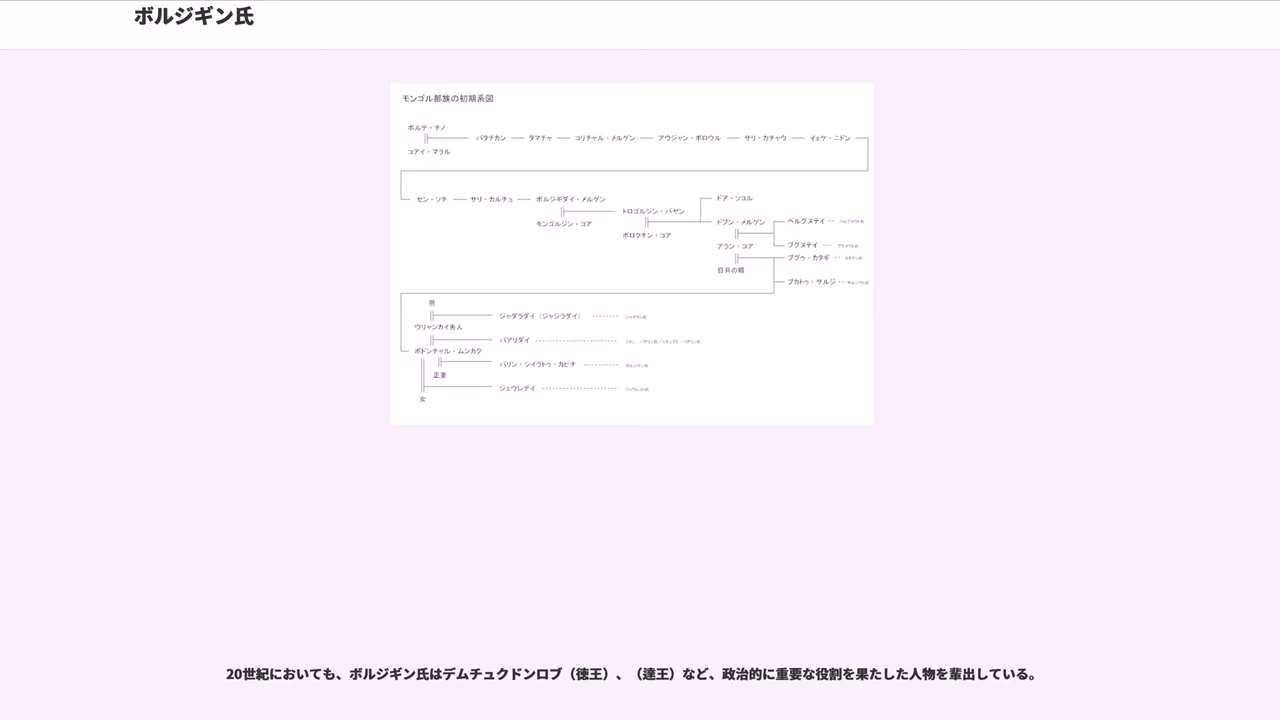 ボルジギン氏
モンゴル部族の初期系図
ボルテ・チノ
コアイ・マラル
バタチカン
タマチャ
コリチャル・メルゲン
アウジャン・ボロウル
サリ・カチャウ
イェケ・ニドン
セン・ソチ
サリ・カルチュ
ボルジギダイ・メルゲン
モンゴルジン・コア
トロゴルジン・バヤン
ボロクチン・コア
ドア・ソコル
ドブン・メルゲン
アラン・コア
日月の精
ベルグヌテイ
ブグヌテイ
ブグゥ・カタギ
ブカトゥ・サルジ
男
ウリャンカイ夫人
ボドンチャル・ムンカク
正妻
女
ジャダラダイ（ジャジラダイ）
バアリダイ
バリン・シイラトゥ・カビチ
ボルジギン氏
ジェウレデイ
20世紀においても、ボルジギン氏はデムチュクドンロブ（徳王）、（達王）など、政治的に重要な役割を果たした人物を輩出している。